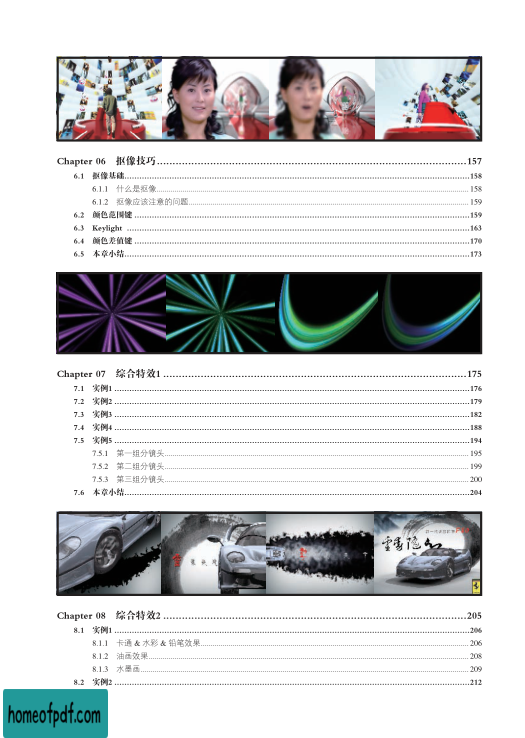 Chapter 06 抠像技巧........157
6.1 抠像基础........158
6.1.1 什么是抠像........158
6.1.2 抠像应该注意的问题........159
6.2 颜色范围键........159
6.3 Keylight........163
6.4 颜色差值键........170
6.5 本章小结........173
Chapter 07 综合特效1........175
7.1 实例1........176
7.2 实例2........179
7.3 实例3........182
7.4 实例4........188
7.5 实例5........194
7.5.1 第一组分镜头........195
7.5.2 第二组分镜头........199
7.5.3 第三组分镜头........200
7.6 本章小结........204
Chapter 08 综合特效2........205
8.1 实例1........206
8.1.1 卡通 & 水彩 & 铅笔效果........206
8.1.2 油画效果........208
8.1.3 水墨画........209
8.2 实例2........212
homeofpdf.com